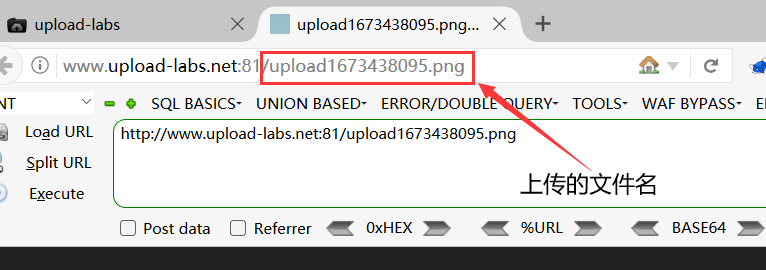 upload-labs
upload1673438095.png...
www.upload-labs.net:81/upload1673438095.png
NT
SQL BASICS
UNION BASED
ERROR/DOUBLE QUERY
TOOLS
WAF BYPASS
E
Load URL
http://www.upload-labs.net:81/upload1673438095.png
Split URL
上传的文件名
Execute
Post data
Referrer
0xHEX
%URL
BASE64